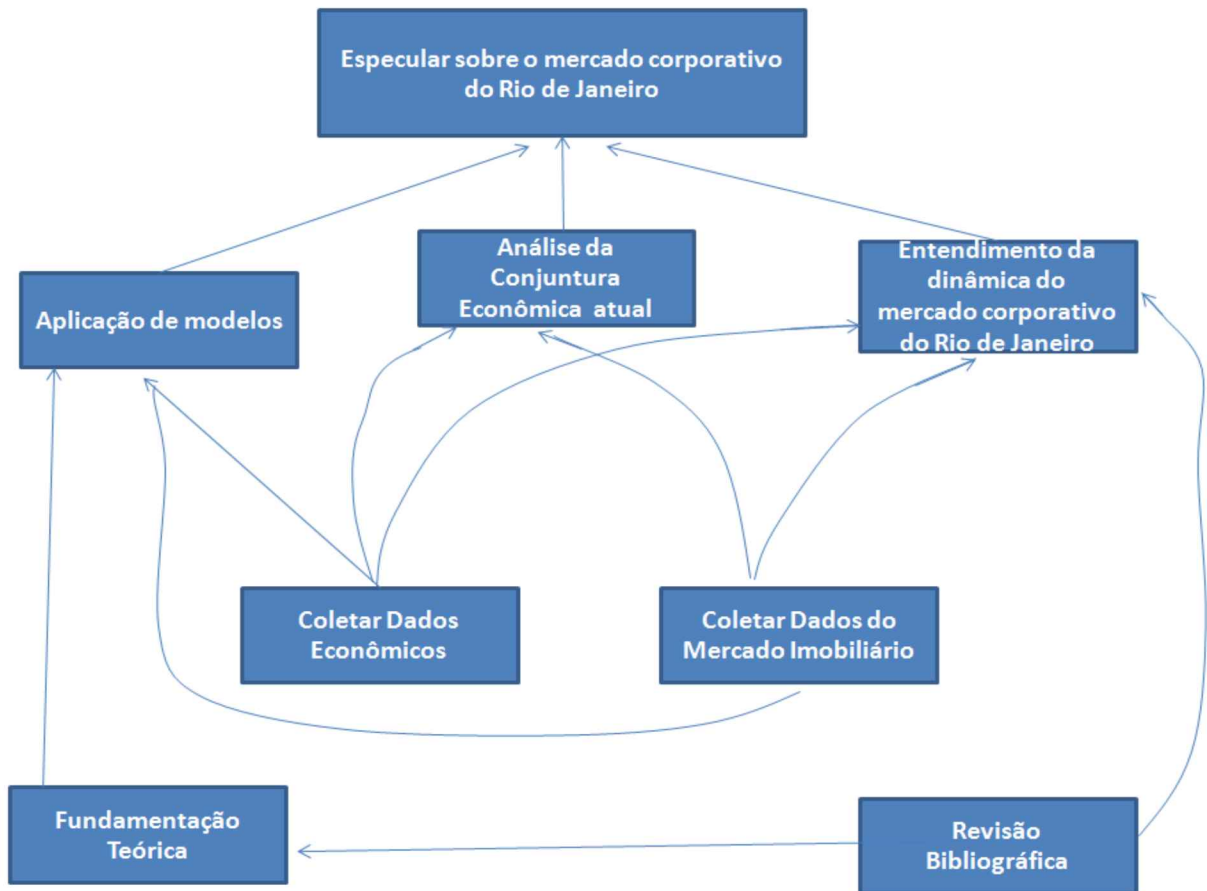 Especular sobre o mercado corporativo
do Rio de Janeiro
Aplicação de modelos
Análise da
Conjuntura
Econômica atual
Entendimento da
dinâmica do
mercado corporativo
do Rio de Janeiro
Coletar Dados
Econômicos
Coletar Dados do
Mercado Imobiliário
Fundamentação
Teórica
Revisão
Bibliográfica